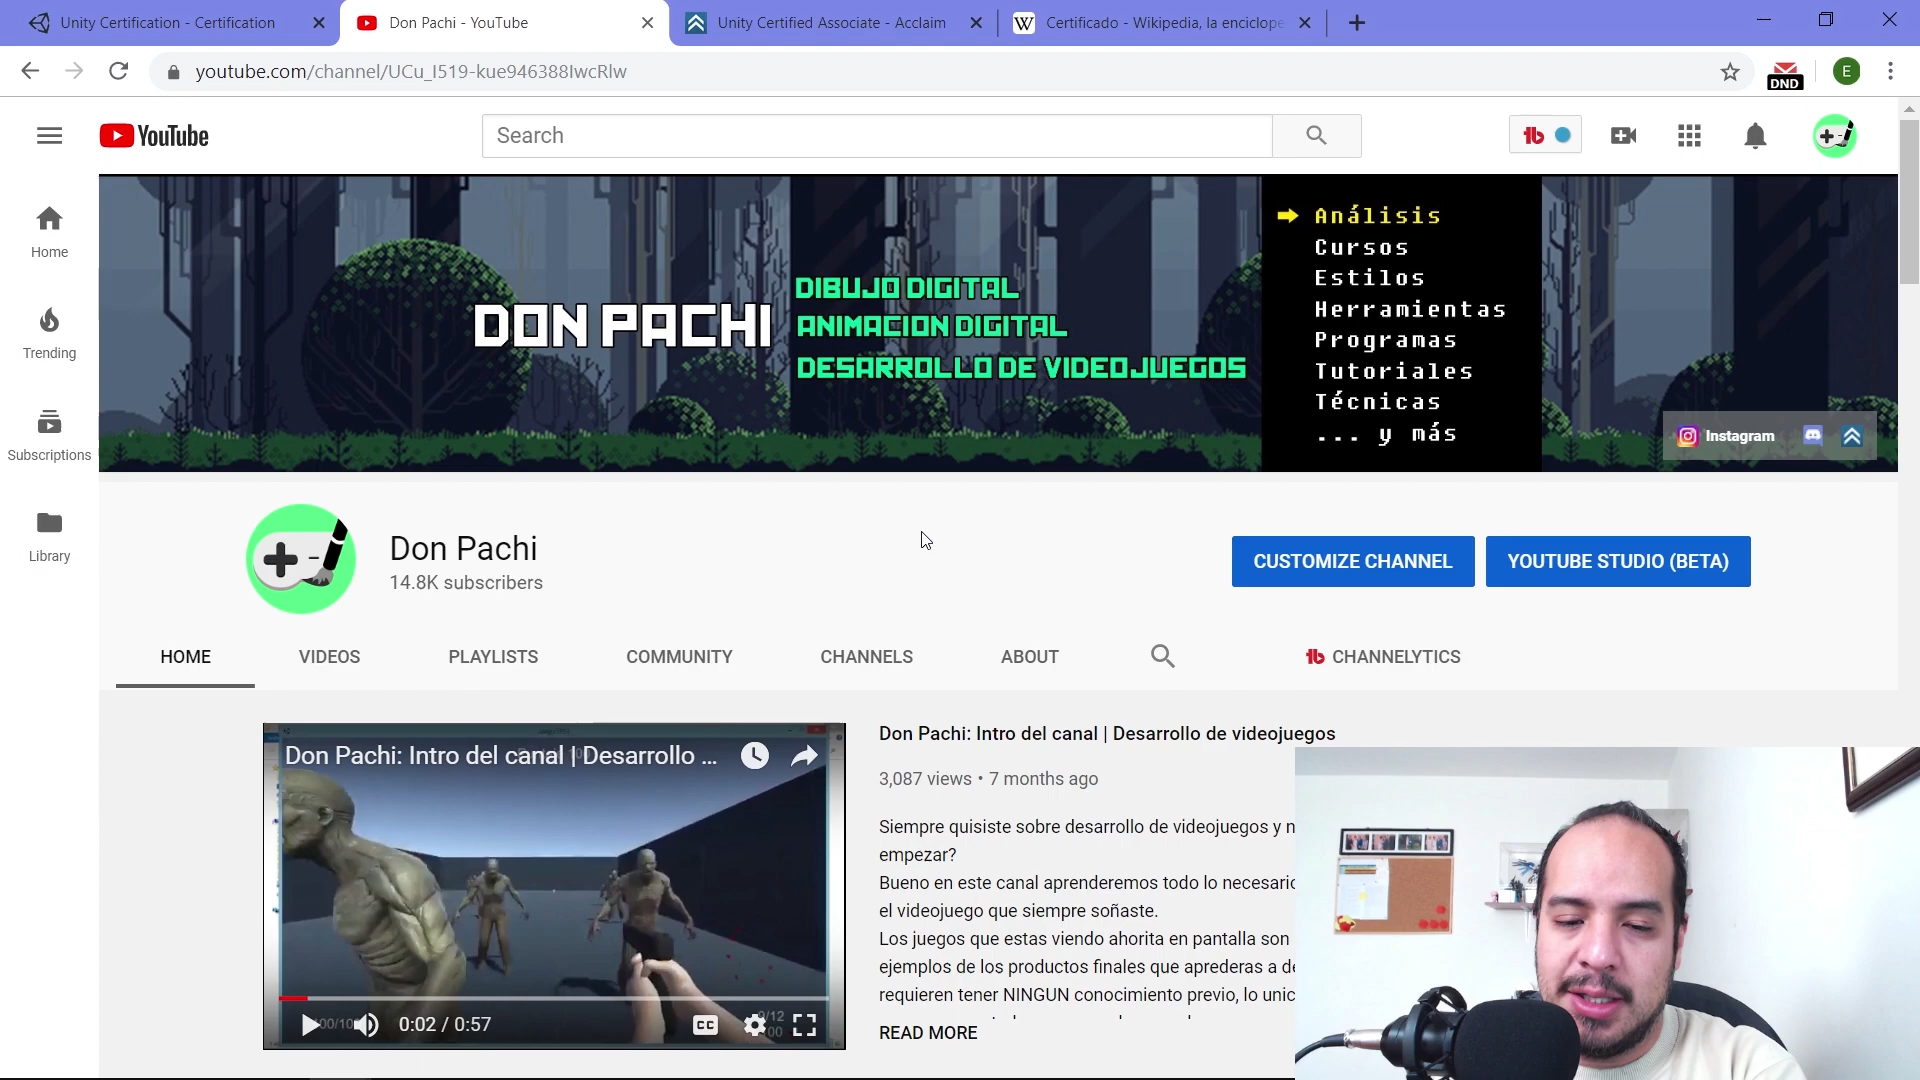 Unity Certification - Certification
Don Pachi - YouTube
Unity Certified Associate - Acclaim
Certificado - Wikipedia, la enciclope
youtube.com/channel/UCu_I519-kue946388IwcRlw
DND
E
YouTube
Search
Home
Trending
Subscriptions
Library
DON PACHI
DIBUJO DIGITAL
ANIMACION DIGITAL
DESARROLLO DE VIDEOJUEGOS
Análisis
Cursos
Estilos
Herramientas
Programas
Tutoriales
Técnicas
... y más
Instagram
Don Pachi
14.8K subscribers
CUSTOMIZE CHANNEL
YOUTUBE STUDIO (BETA)
HOME VIDEOS PLAYLISTS COMMUNITY CHANNELS ABOUT CHANNELYTICS
Don Pachi: Intro del canal | Desarrollo ...
0:02 / 0:57
CC
Don Pachi: Intro del canal | Desarrollo de videojuegos
3,087 views • 7 months ago
Siempre quisiste sobre desarrollo de videojuegos y n
empezar?
Bueno en este canal aprenderemos todo lo necesario
el videojuego que siempre soñaste.
Los juegos que estas viendo ahorita en pantalla son
ejemplos de los productos finales que aprederas a de
requieren tener NINGUN conocimiento previo, lo unic
READ MORE